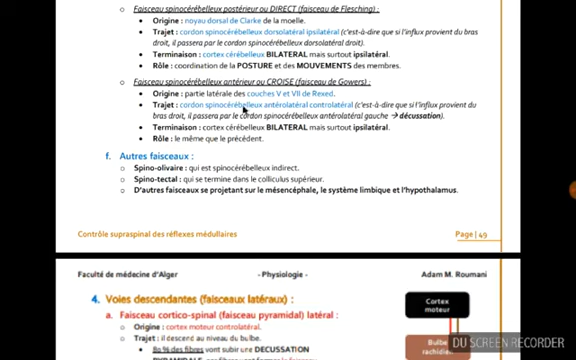 ○ Faisceau spinocérébelleux postérieur ou DIRECT (faisceau de Flesching) :
• Origine : noyau dorsal de Clarke de la moelle.
• Trajet : cordon spinocérébelleux dorsolatéral ipsilatéral (c'est-à-dire que si l'influx provient du bras
droit, il passera par le cordon spinocérébelleux dorsolatéral droit).
• Terminaison : cortex cérébelleux BILATERAL mais surtout ipsilatéral.
• Rôle : coordination de la POSTURE et des MOUVEMENTS des membres.
○ Faisceau spinocérébelleux antérieur ou CROISE (faisceau de Gowers) :
• Origine : partie latérale des couches V et VII de Rexed.
• Trajet : cordon spinocérébelleux antérolatéral controlatéral (c'est-à-dire que si l'influx provient du
bras droit, il passera par le cordon spinocérébelleux antérolatéral gauche → décussation).
• Terminaison : cortex cérébelleux BILATERAL mais surtout ipsilatéral.
• Rôle : le même que le précédent.
f. Autres faisceaux :
○ Spino-olivaire : qui est spinocérébelleux indirect.
○ Spino-tectal : qui se termine dans le colliculus supérieur.
○ D'autres faisceaux se projetant sur le mésencéphale, le système limbique et l'hypothalamus.
Contrôle supraspinal des réflexes médullaires Page | 49
Faculté de médecine d'Alger - Physiologie - Adam M. Roumani
4. Voies descendantes (faisceaux latéraux) :
a. Faisceau cortico-spinal (faisceau pyramidal) latéral :
○ Origine : cortex moteur controlatéral.
○ Trajet : il descend au niveau du bulbe.
• 80 % des fibres vont subir une DECUSSATION
Cortex
moteur
Bulbe
rachidien
DU SCREEN RECORDER